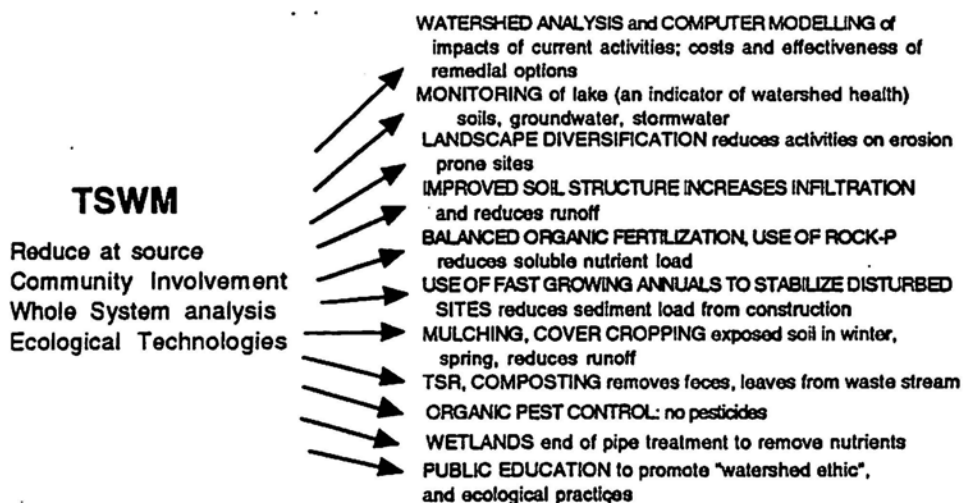 WATERSHED ANALYSIS and COMPUTER MODELLING of
impacts of current activities; costs and effectiveness of
remedial options
MONITORING of lake (an indicator of watershed health)
soils, groundwater, stormwater
LANDSCAPE DIVERSIFICATION reduces activities on erosion
prone sites
IMPROVED SOIL STRUCTURE INCREASES INFILTRATION
and reduces runoff
BALANCED ORGANIC FERTILIZATION, USE OF ROCK-P
reduces soluble nutrient load
USE OF FAST GROWING ANNUALS TO STABILIZE DISTURBED
SITES reduces sediment load from construction
MULCHING, COVER CROPPING exposed soil in winter,
spring, reduces runoff
TSR, COMPOSTING removes feces, leaves from waste stream
ORGANIC PEST CONTROL: no pesticides
WETLANDS end of pipe treatment to remove nutrients
PUBLIC EDUCATION to promote "watershed ethic",
and ecological practices
TSWM
Reduce at source
Community Involvement
Whole System analysis
Ecological Technologies